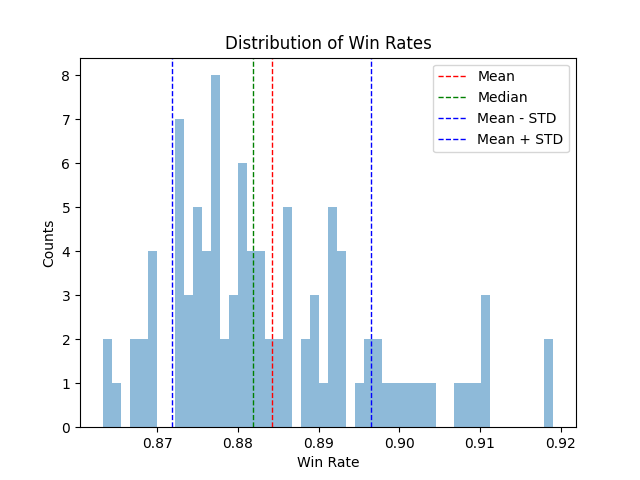 Distribution of Win Rates
Mean
Median
Mean - STD
Mean + STD
8
7
6
5
4
3
2
1
0
Counts
0.87 0.88 0.89 0.90 0.91 0.92
Win Rate